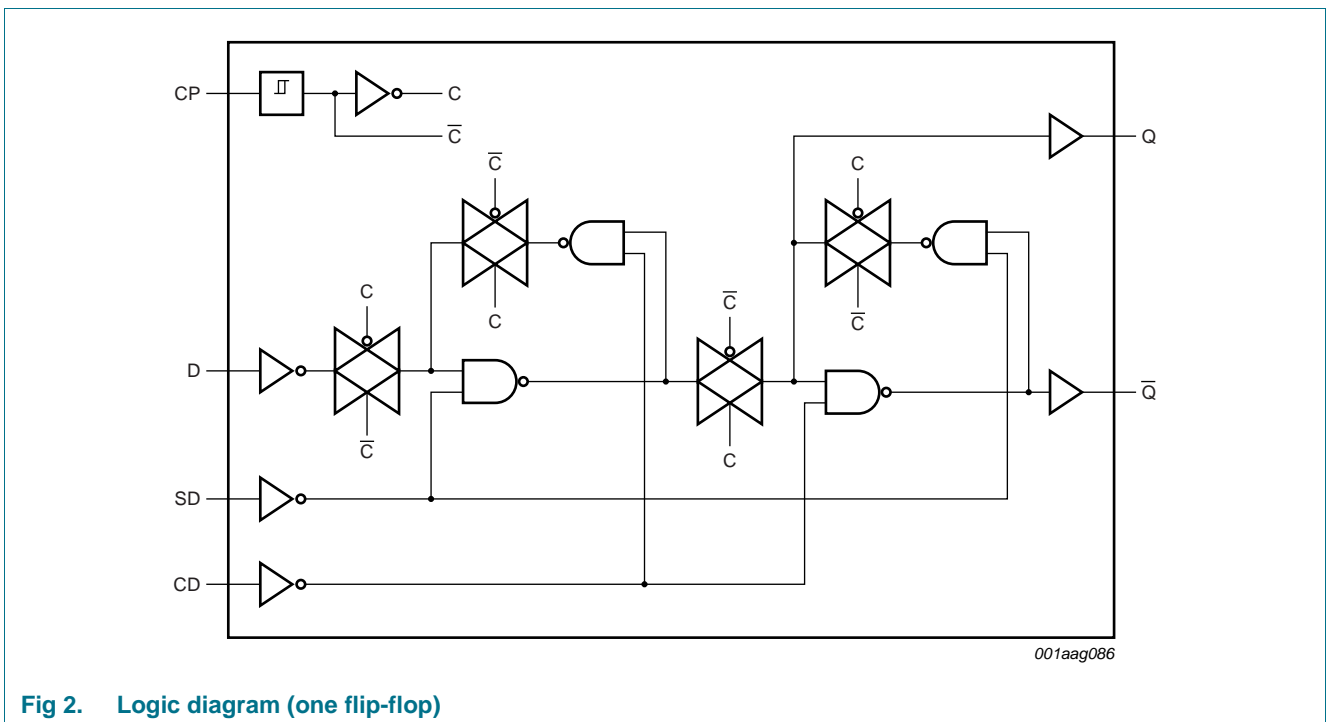 CP
C
C̅
C̅
C
C
Q
C
C̅
C̅
D
C̅
C
Q̅
SD
CD
001aag086
Fig 2. Logic diagram (one flip-flop)